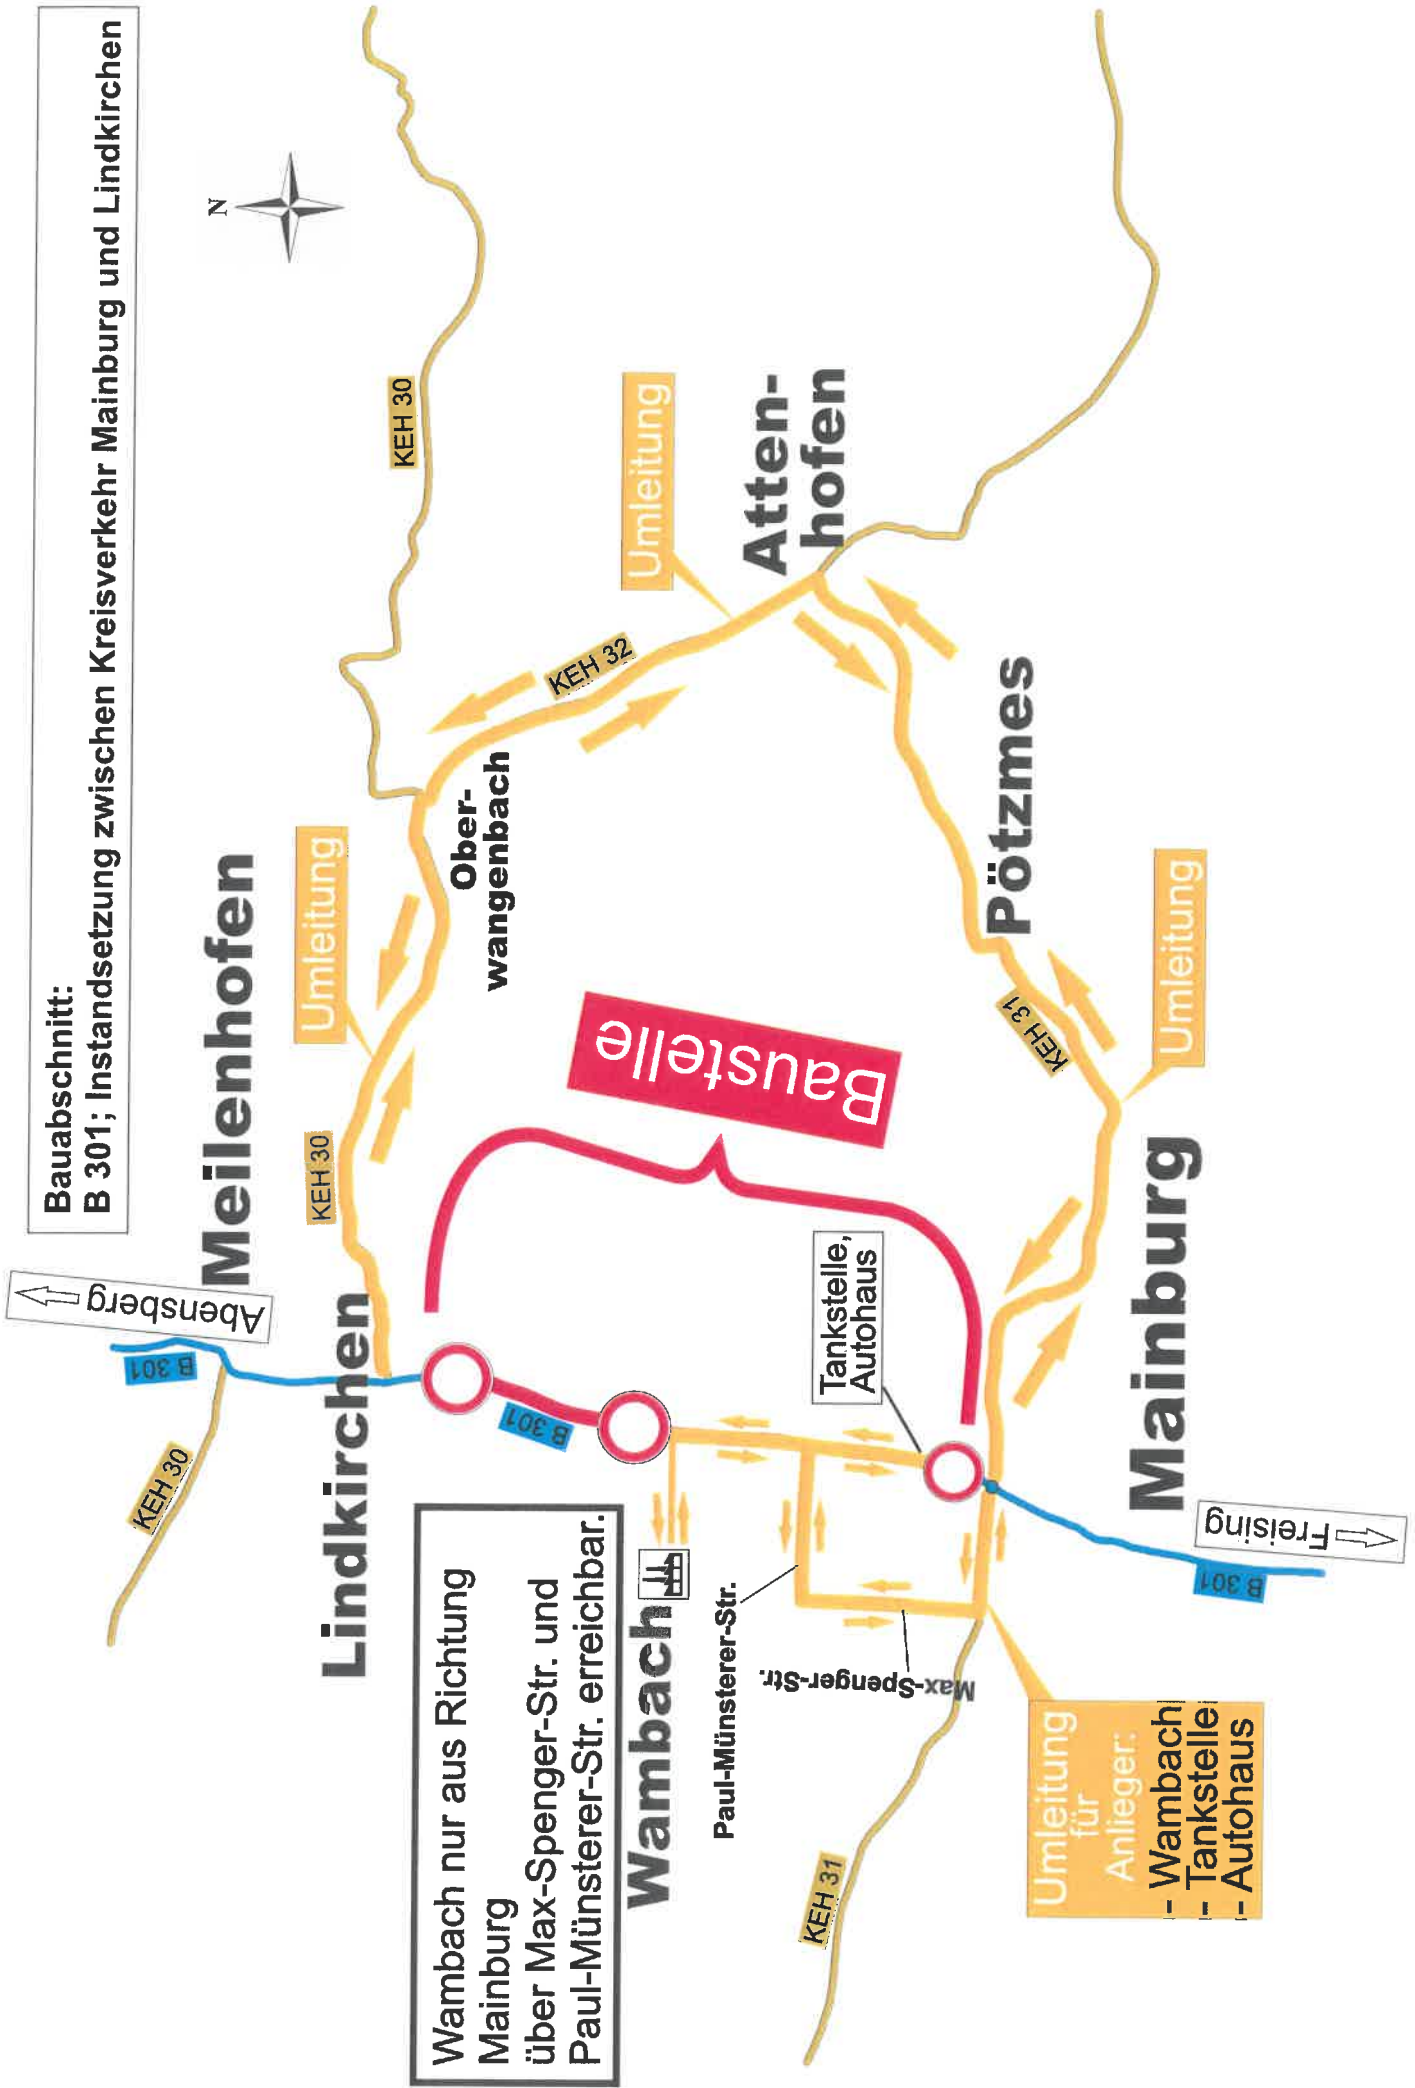 Bauabschnitt:
B 301; Instandsetzung zwischen Kreisverkehr Mainburg und Lindkirchen
N
Abensberg
B 301
KEH 30
Meilenhofen
KEH 30
Umleitung
KEH 30
Lindkirchen
Ober-
wangenbach
KEH 32
Umleitung
Atten-
hofen
B 301
Baustelle
Wambach nur aus Richtung
Mainburg
über Max-Spenger-Str. und
Paul-Münsterer-Str. erreichbar.
Wambach
Paul-Münsterer-Str.
Max-Spenger-Str.
Tankstelle,
Autohaus
Pötzmes
KEH 31
Umleitung
Mainburg
KEH 31
Umleitung
für
Anlieger:
- Wambach
- Tankstelle
- Autohaus
B 301
Freising